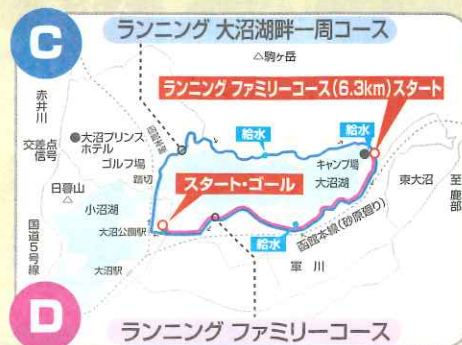 C
ランニング 大沼湖畔一周コース
△駒ヶ岳
ランニング ファミリーコース(6.3km)スタート
赤井川
交差点
信号
●大沼プリンス
ホテル
ゴルフ場
踏切
日暮山
△
小沼湖
国道5号線
大沼公園駅
大沼駅
給水
キャンプ場
大沼湖
東大沼
至鹿部
スタート・ゴール
給水
函館本線(砂原廻り)
軍川
D
ランニング ファミリーコース